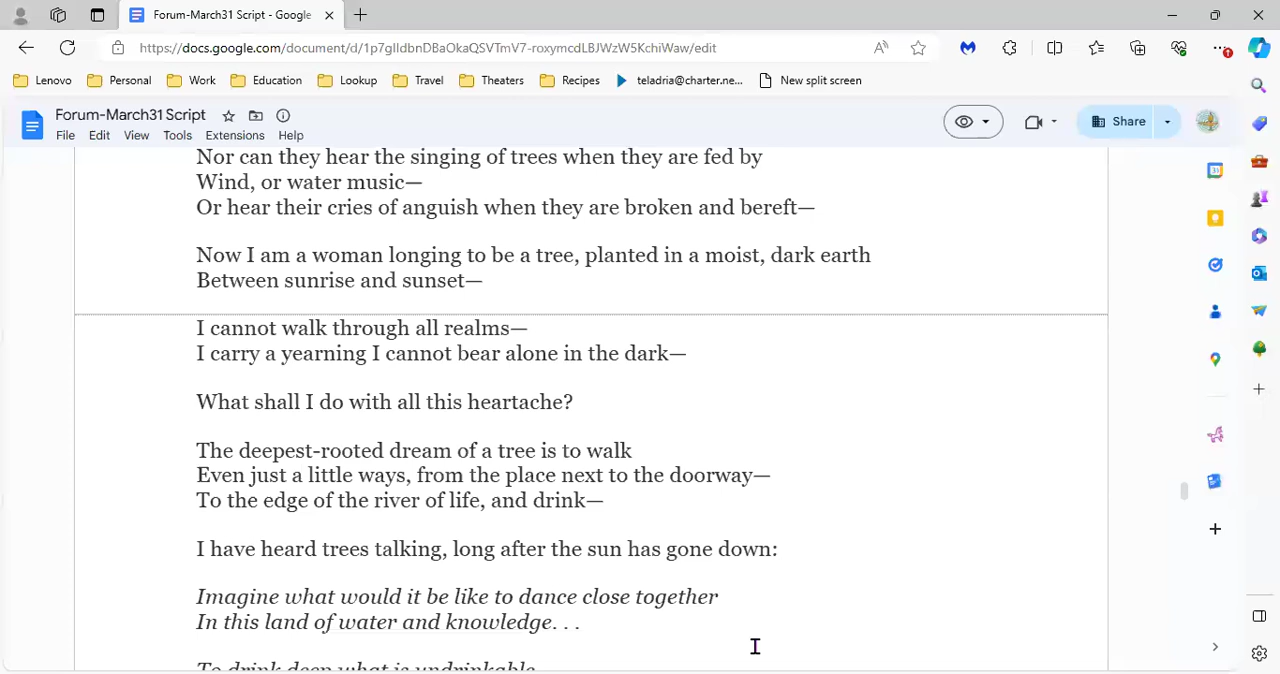 Forum-March31 Script - Google
https://docs.google.com/document/d/1p7glIdbnDBaOkaQSVTmV7-roxymcdLBJWzW5KchiWaw/edit
Lenovo Personal Work Education Lookup Travel Theaters Recipes teladria@charter.ne... New split screen
Forum-March31 Script
File Edit View Tools Extensions Help
Share
Nor can they hear the singing of trees when they are fed by
Wind, or water music—
Or hear their cries of anguish when they are broken and bereft—
Now I am a woman longing to be a tree, planted in a moist, dark earth
Between sunrise and sunset—
I cannot walk through all realms—
I carry a yearning I cannot bear alone in the dark—
What shall I do with all this heartache?
The deepest-rooted dream of a tree is to walk
Even just a little ways, from the place next to the doorway—
To the edge of the river of life, and drink—
I have heard trees talking, long after the sun has gone down:
Imagine what would it be like to dance close together
In this land of water and knowledge. . .
To drink deep what is undrinkable